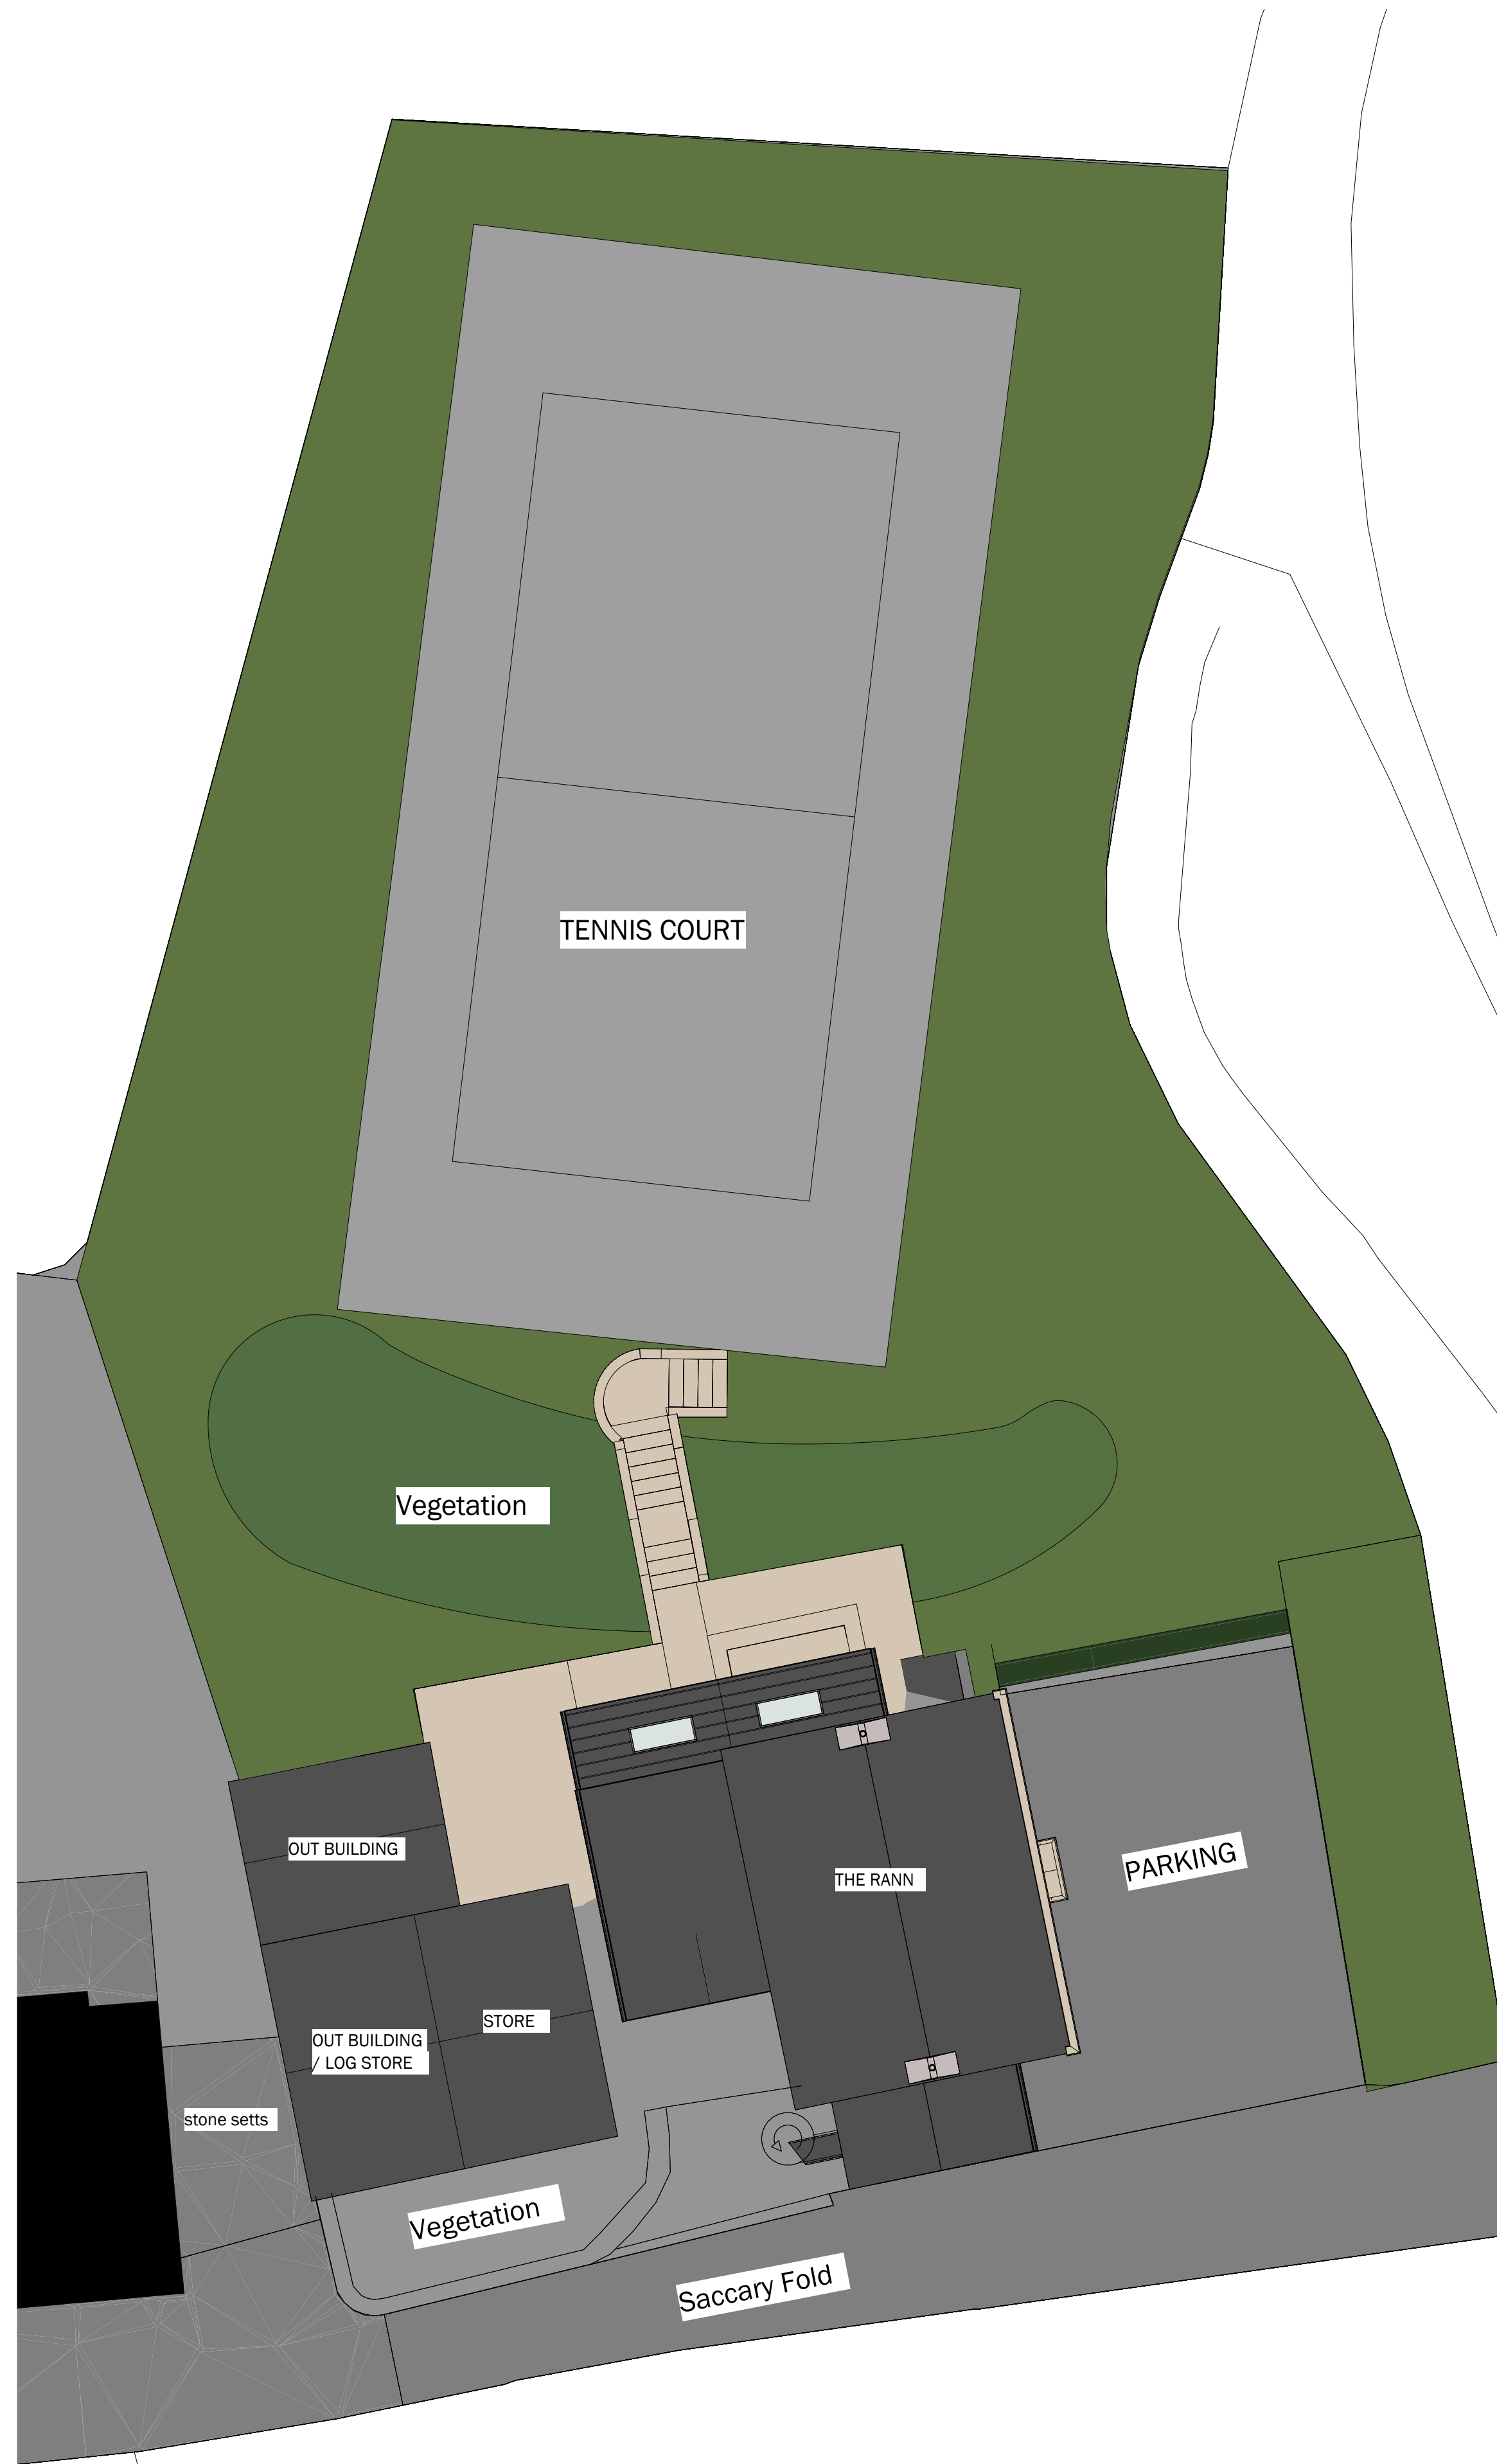 TENNIS COURT
Vegetation
OUT BUILDING
THE RANN
PARKING
STORE
OUT BUILDING
/ LOG STORE
stone setts
Vegetation
Saccary Fold